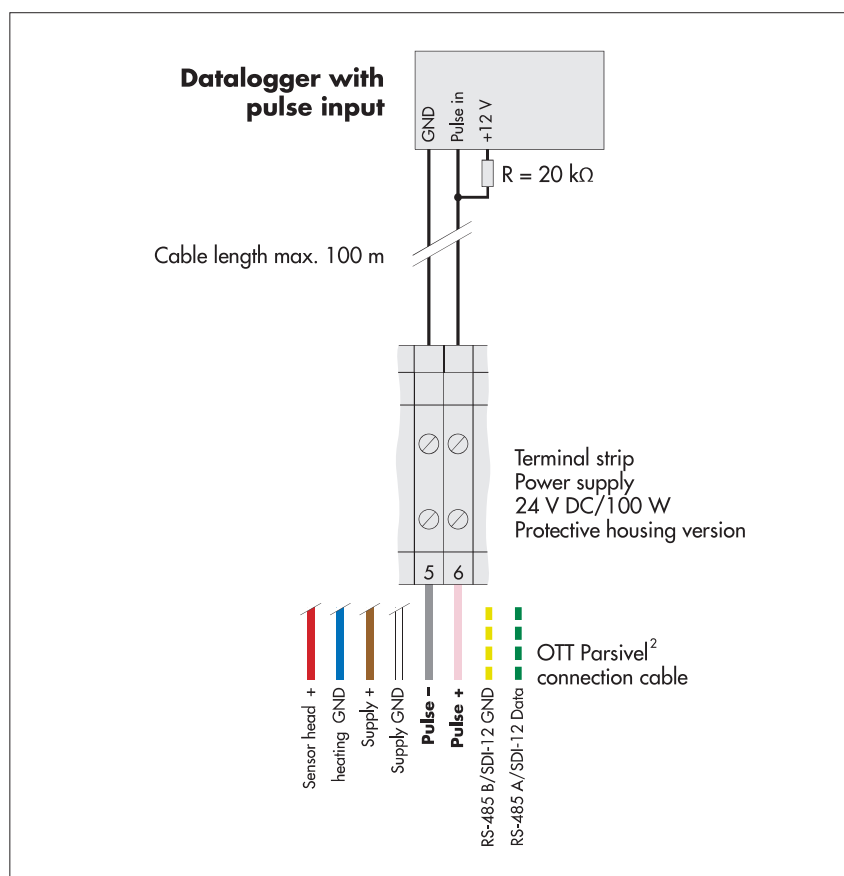 Datalogger with
pulse input
GND
Pulse in
+12 V
R = 20 kΩ
Cable length max. 100 m
Terminal strip
Power supply
24 V DC/100 W
Protective housing version
5
6
Sensor head +
heating GND
Supply +
Supply GND
Pulse –
Pulse +
RS-485 B/SDI-12 GND
RS-485 A/SDI-12 Data
OTT Parsivel²
connection cable